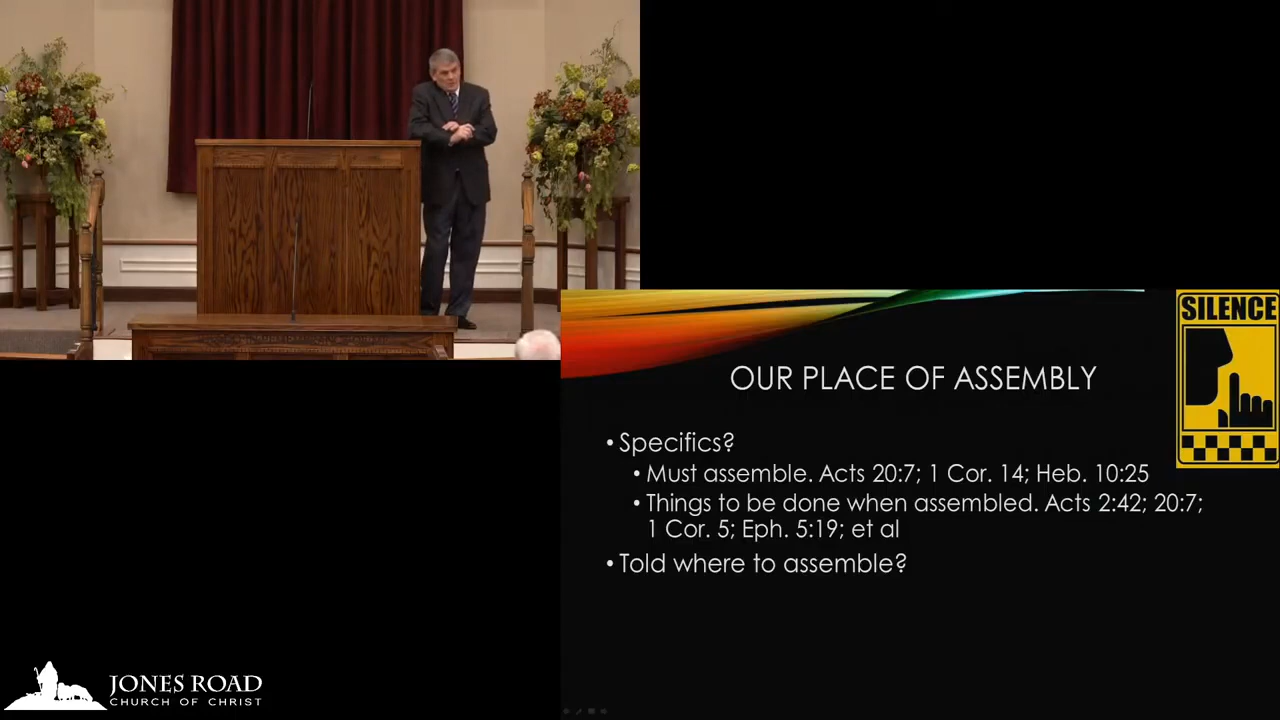 SILENCE
OUR PLACE OF ASSEMBLY
• Specifics?
• Must assemble. Acts 20:7; 1 Cor. 14; Heb. 10:25
• Things to be done when assembled. Acts 2:42; 20:7;
1 Cor. 5; Eph. 5:19; et al
• Told where to assemble?
JONES ROAD
CHURCH OF CHRIST